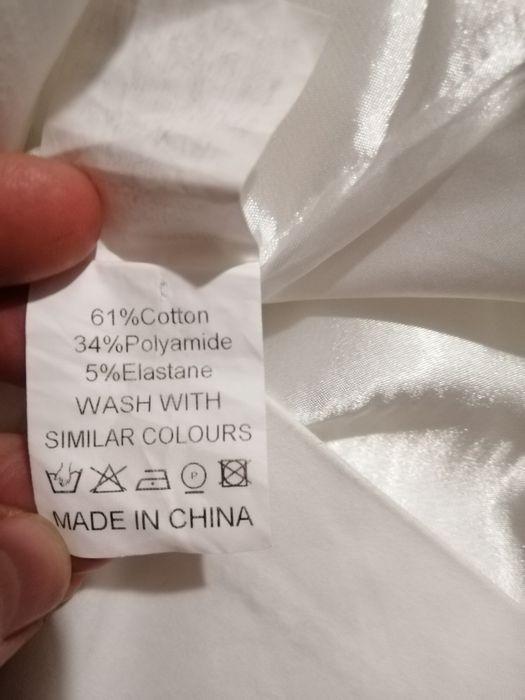 61%Cotton
34%Polyamide
5%Elastane
WASH WITH
SIMILAR COLOURS
P
MADE IN CHINA